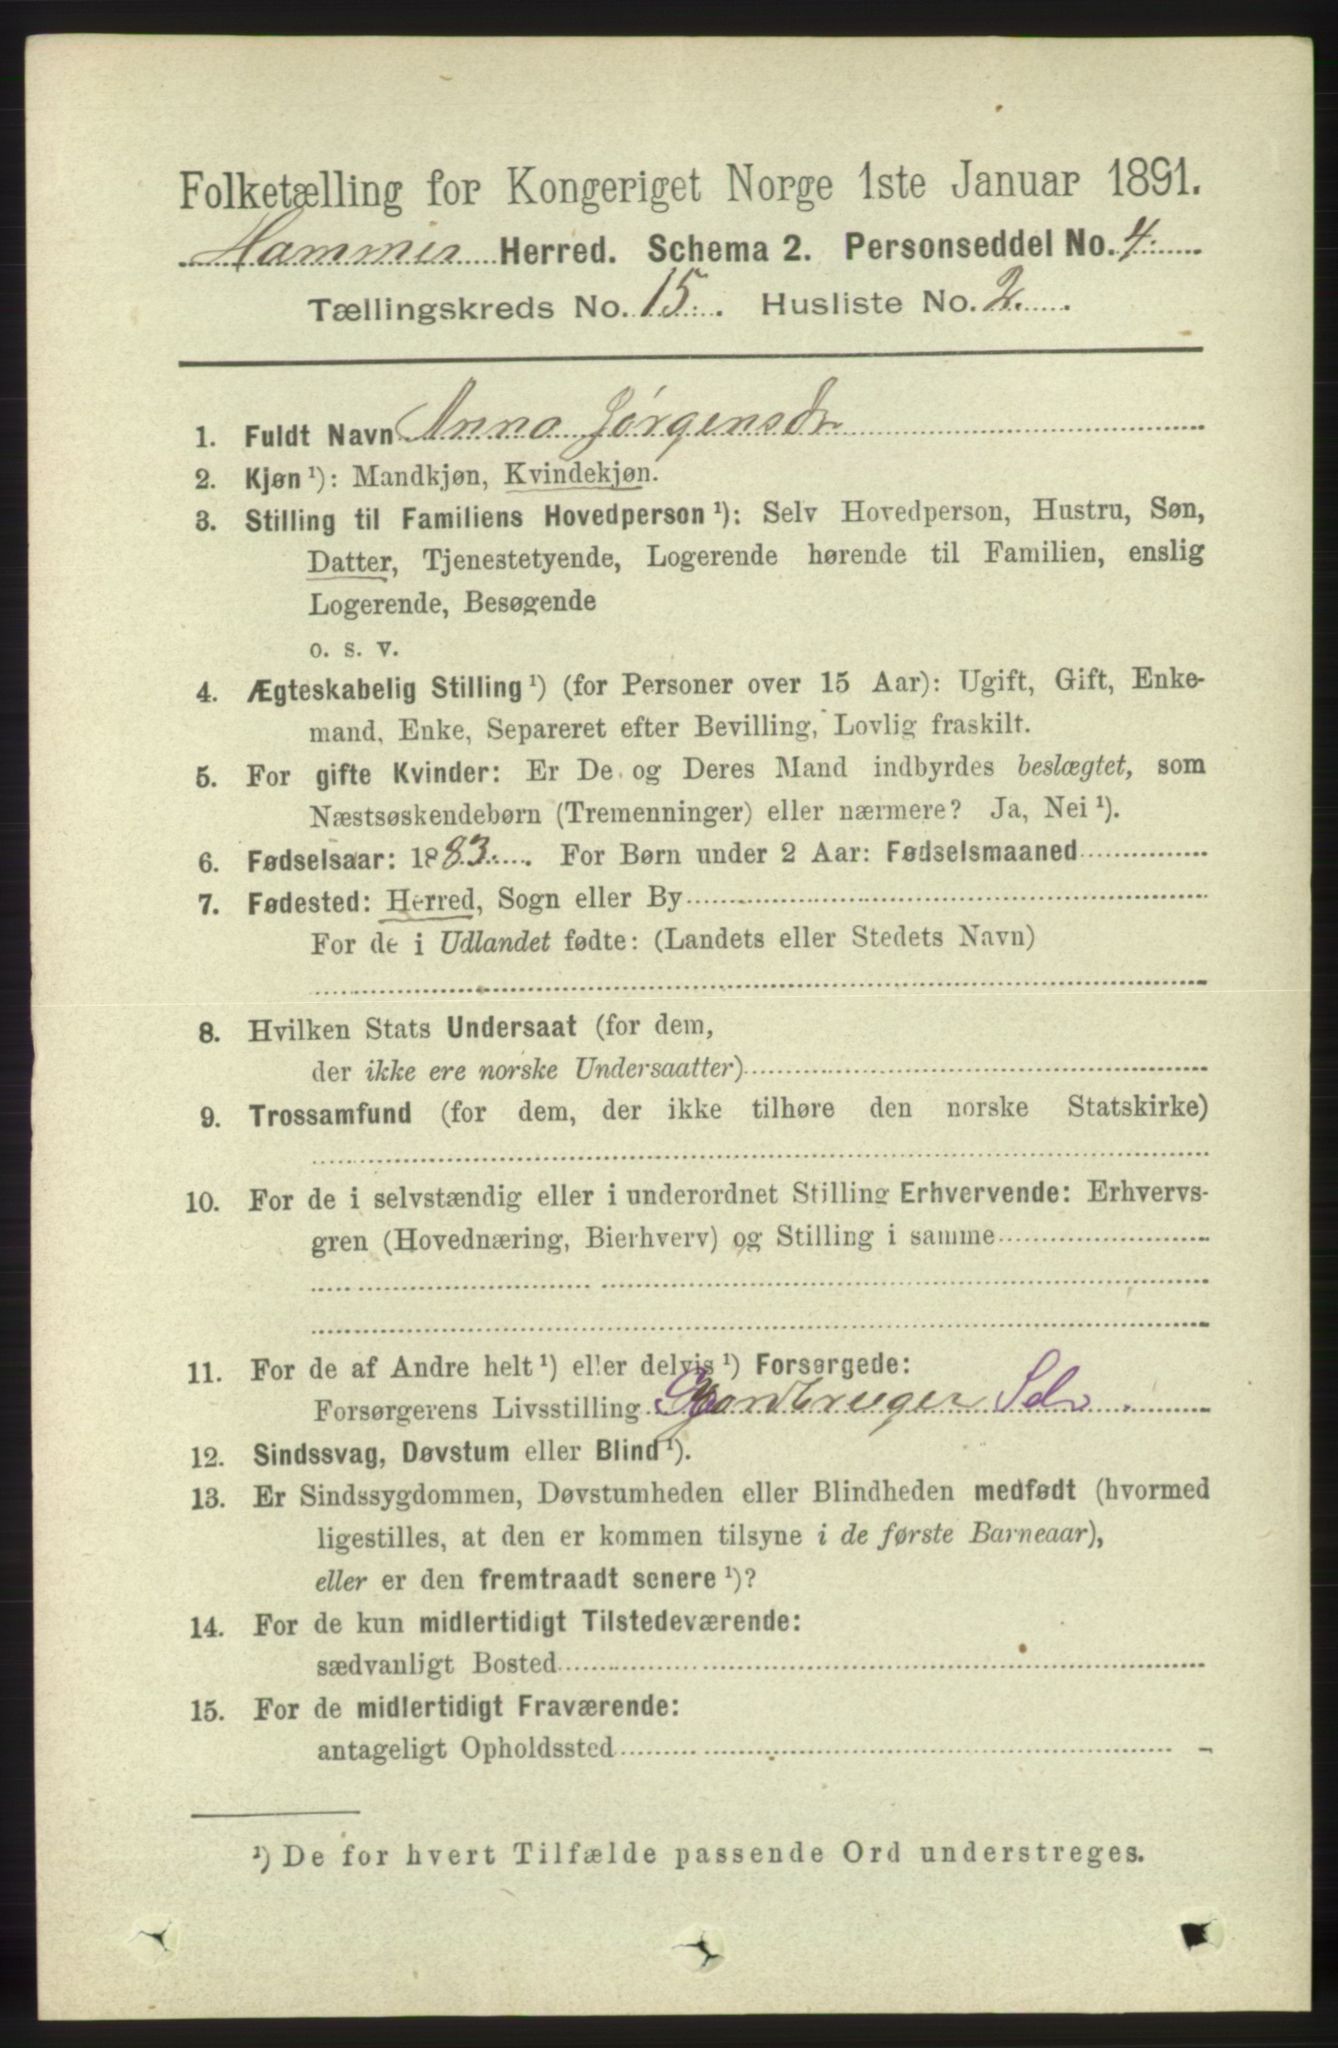 Folketælling for Kongeriget Norge 1ste Januar 1891.
Hammer Herred. Schema 2. Personseddel No. 4.
Tællingskreds No. 15. Husliste No. 2.
1. Fuldt Navn Anna Jörgensdr
2. Kjøn ¹): Mandkjøn, Kvindekjøn.
3. Stilling til Familiens Hovedperson ¹): Selv Hovedperson, Hustru, Søn,
Datter, Tjenestetyende, Logerende hørende til Familien, enslig
Logerende, Besøgende
o. s. v.
4. Ægteskabelig Stilling ¹) (for Personer over 15 Aar): Ugift, Gift, Enke-
mand, Enke, Separeret efter Bevilling, Lovlig fraskilt.
5. For gifte Kvinder: Er De og Deres Mand indbyrdes beslægtet, som
Næstsøskendebørn (Tremenninger) eller nærmere? Ja, Nei ¹).
6. Fødselsaar: 1883. For Børn under 2 Aar: Fødselsmaaned
7. Fødested: Herred, Sogn eller By
For de i Udlandet fødte: (Landets eller Stedets Navn)
8. Hvilken Stats Undersaat (for dem,
der ikke ere norske Undersaatter)
9. Trossamfund (for dem, der ikke tilhøre den norske Statskirke)
10. For de i selvstændig eller i underordnet Stilling Erhvervende: Erhvervs-
gren (Hovednæring, Bierhverv) og Stilling i samme
11. For de af Andre helt ¹) eller delvis ¹) Forsørgede:
Forsørgerens Livsstilling Gaardbruger Selv.
12. Sindssvag, Døvstum eller Blind ¹).
13. Er Sindssygdommen, Døvstumheden eller Blindheden medfødt (hvormed
ligestilles, at den er kommen tilsyne i de første Barneaar),
eller er den fremtraadt senere ¹)?
14. For de kun midlertidigt Tilstedeværende:
sædvanligt Bosted
15. For de midlertidigt Fraværende:
antageligt Opholdssted
¹) De for hvert Tilfælde passende Ord understreges.